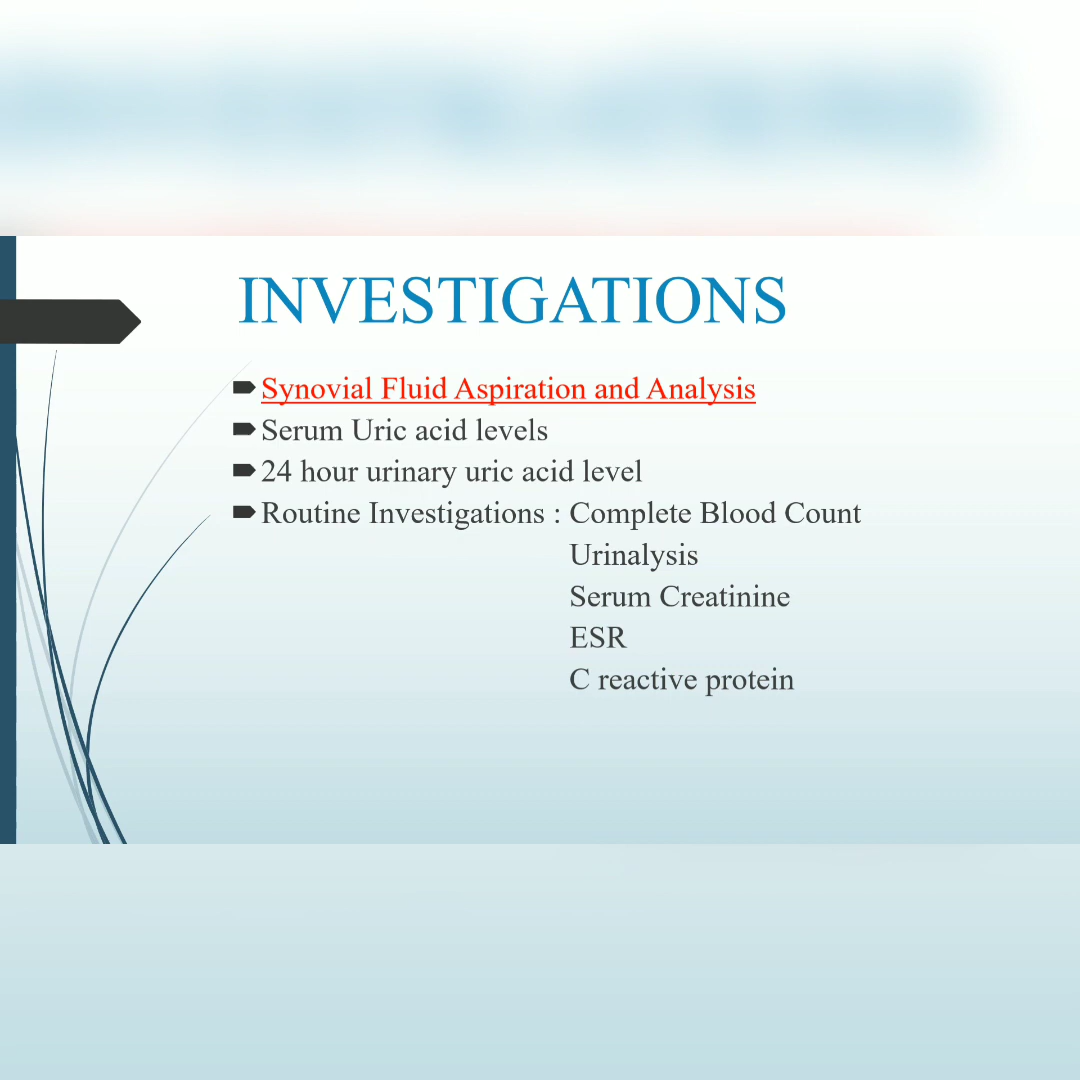 INVESTIGATIONS
Synovial Fluid Aspiration and Analysis
Serum Uric acid levels
24 hour urinary uric acid level
Routine Investigations : Complete Blood Count
Urinalysis
Serum Creatinine
ESR
C reactive protein